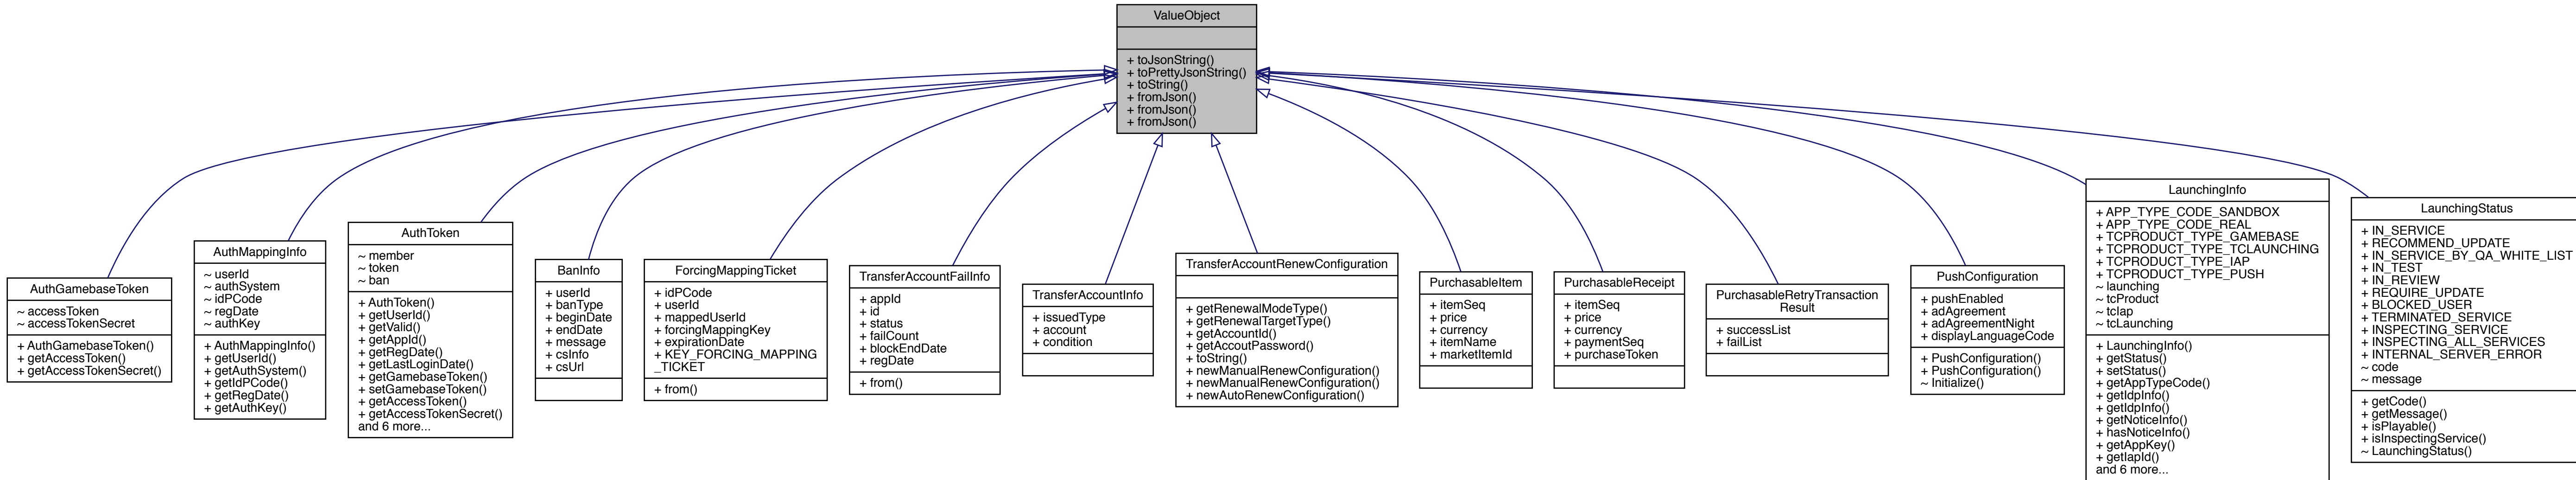 ValueObject
+ toJsonString()
+ toPrettyJsonString()
+ toString()
+ fromJson()
+ fromJson()
+ fromJson()
AuthGamebaseToken
~ accessToken
~ accessTokenSecret
+ AuthGamebaseToken()
+ getAccessToken()
+ getAccessTokenSecret()
AuthMappingInfo
~ userId
~ authSystem
~ idPCode
~ regDate
~ authKey
+ AuthMappingInfo()
+ getUserId()
+ getAuthSystem()
+ getIdPCode()
+ getRegDate()
+ getAuthKey()
AuthToken
~ member
~ token
~ ban
+ AuthToken()
+ getUserId()
+ getValid()
+ getAppId()
+ getRegDate()
+ getLastLoginDate()
+ getGamebaseToken()
+ setGamebaseToken()
+ getAccessToken()
+ getAccessTokenSecret()
and 6 more...
BanInfo
+ userId
+ banType
+ beginDate
+ endDate
+ message
+ csInfo
+ csUrl
ForcingMappingTicket
+ idPCode
+ userId
+ mappedUserId
+ forcingMappingKey
+ expirationDate
+ KEY_FORCING_MAPPING
_TICKET
+ from()
TransferAccountFailInfo
+ appId
+ id
+ status
+ failCount
+ blockEndDate
+ regDate
+ from()
TransferAccountInfo
+ issuedType
+ account
+ condition
TransferAccountRenewConfiguration
+ getRenewalModeType()
+ getRenewalTargetType()
+ getAccountId()
+ getAccoutPassword()
+ toString()
+ newManualRenewConfiguration()
+ newManualRenewConfiguration()
+ newAutoRenewConfiguration()
PurchasableItem
+ itemSeq
+ price
+ currency
+ itemName
+ marketItemId
PurchasableReceipt
+ itemSeq
+ price
+ currency
+ paymentSeq
+ purchaseToken
PurchasableRetryTransaction
Result
+ successList
+ failList
PushConfiguration
+ pushEnabled
+ adAgreement
+ adAgreementNight
+ displayLanguageCode
+ PushConfiguration()
+ PushConfiguration()
~ Initialize()
LaunchingInfo
+ APP_TYPE_CODE_SANDBOX
+ APP_TYPE_CODE_REAL
+ TCPRODUCT_TYPE_GAMEBASE
+ TCPRODUCT_TYPE_TCLAUNCHING
+ TCPRODUCT_TYPE_IAP
+ TCPRODUCT_TYPE_PUSH
~ launching
~ tcProduct
~ tcIap
~ tcLaunching
+ LaunchingInfo()
+ getStatus()
+ setStatus()
+ getAppTypeCode()
+ getIdpInfo()
+ getIdpInfo()
+ getNoticeInfo()
+ hasNoticeInfo()
+ getAppKey()
+ getIapId()
and 6 more...
LaunchingStatus
+ IN_SERVICE
+ RECOMMEND_UPDATE
+ IN_SERVICE_BY_QA_WHITE_LIST
+ IN_TEST
+ IN_REVIEW
+ REQUIRE_UPDATE
+ BLOCKED_USER
+ TERMINATED_SERVICE
+ INSPECTING_SERVICE
+ INSPECTING_ALL_SERVICES
+ INTERNAL_SERVER_ERROR
~ code
~ message
+ getCode()
+ getMessage()
+ isPlayable()
+ isInspectingService()
~ LaunchingStatus()